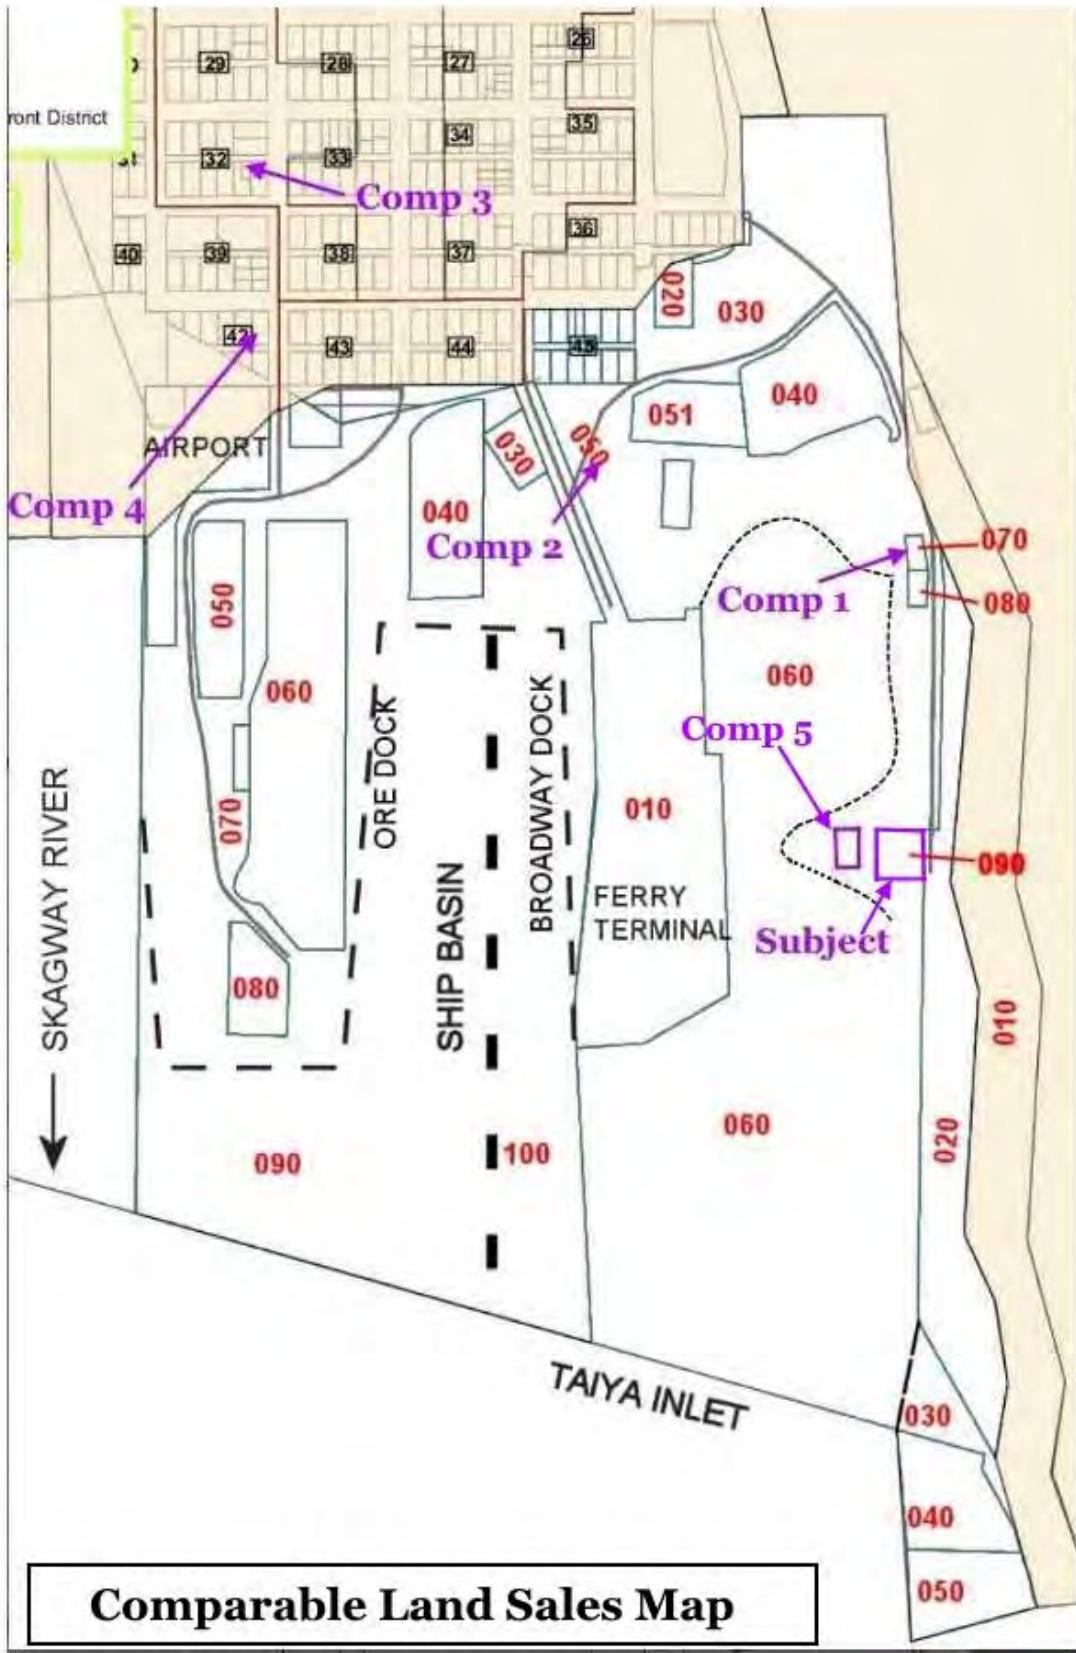 29
28
27
26
ront District
32
33
34
35
Comp 3
40
39
38
37
36
020
030
42
43
44
45
040
051
AIRPORT
030
050
Comp 4
040
Comp 2
070
Comp 1
080
050
060
060
Comp 5
ORE DOCK
BROADWAY DOCK
SKAGWAY RIVER
070
010
SHIP BASIN
090
FERRY
TERMINAL
Subject
080
010
060
020
090
100
TAIYA INLET
030
040
050
Comparable Land Sales Map